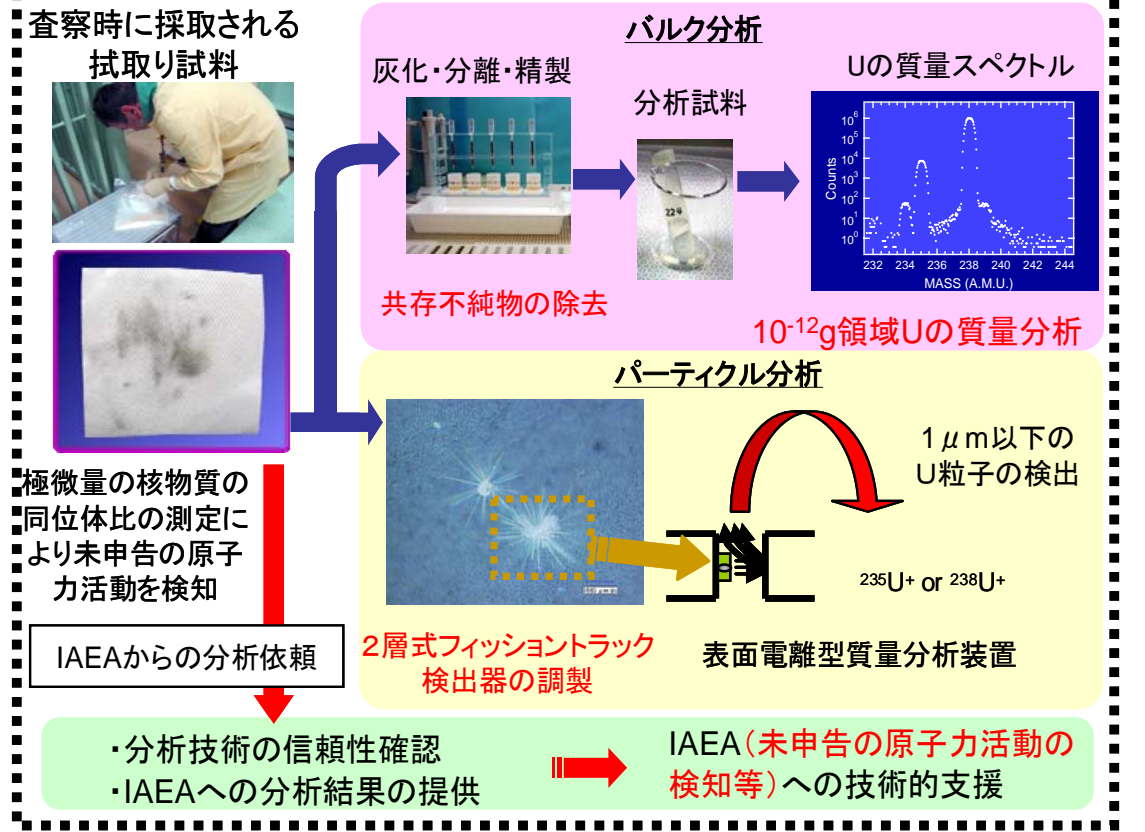 査察時に採取される
拭取り試料
バルク分析
灰化・分離・精製
分析試料
Uの質量スペクトル
224
Counts
10⁶
10⁵
10⁴
10³
10²
10¹
10⁰
232 234 236 238 240 242 244
MASS (A.M.U.)
共存不純物の除去
10⁻¹²g領域Uの質量分析
パーティクル分析
1μm以下の
U粒子の検出
²³⁵U⁺ or ²³⁸U⁺
2層式フィッショントラック
検出器の調製
表面電離型質量分析装置
極微量の核物質の
同位体比の測定に
より未申告の原子
力活動を検知
IAEAからの分析依頼
・分析技術の信頼性確認
・IAEAへの分析結果の提供
IAEA(未申告の原子力活動の
検知等)への技術的支援